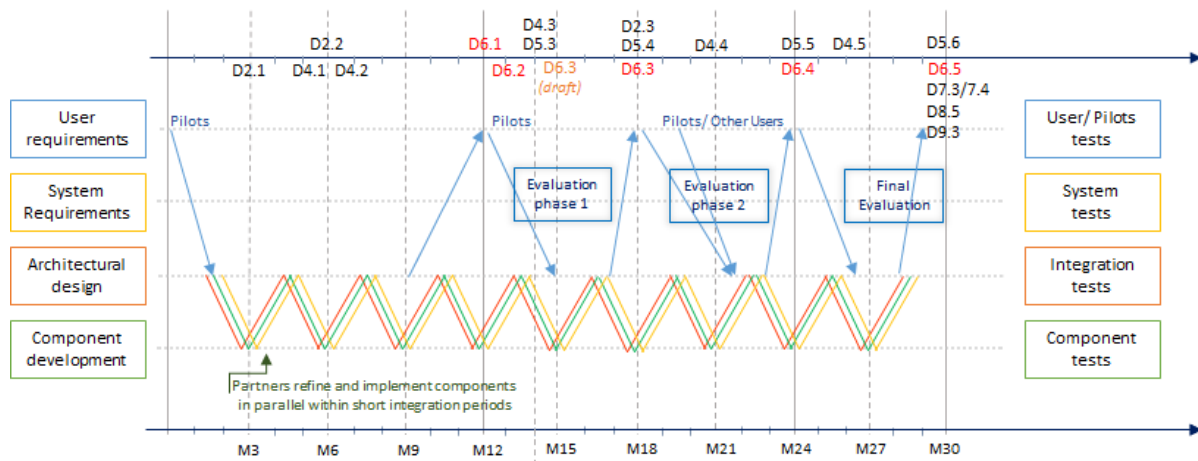 D4.3
D2.3
D2.2
D6.1
D5.3
D5.4
D4.4
D5.5
D4.5
D5.6
D2.1
D4.1
D4.2
D6.2
D6.3
(draft)
D6.3
D6.4
D6.5
D7.3/7.4
D8.5
D9.3
User
requirements
Pilots
Pilots
Pilots/ Other Users
User/ Pilots
tests
System
Requirements
Evaluation
phase 1
Evaluation
phase 2
Final
Evaluation
System
tests
Architectural
design
Integration
tests
Component
development
Component
tests
Partners refine and implement components
in parallel within short integration periods
M3
M6
M9
M12
M15
M18
M21
M24
M27
M30